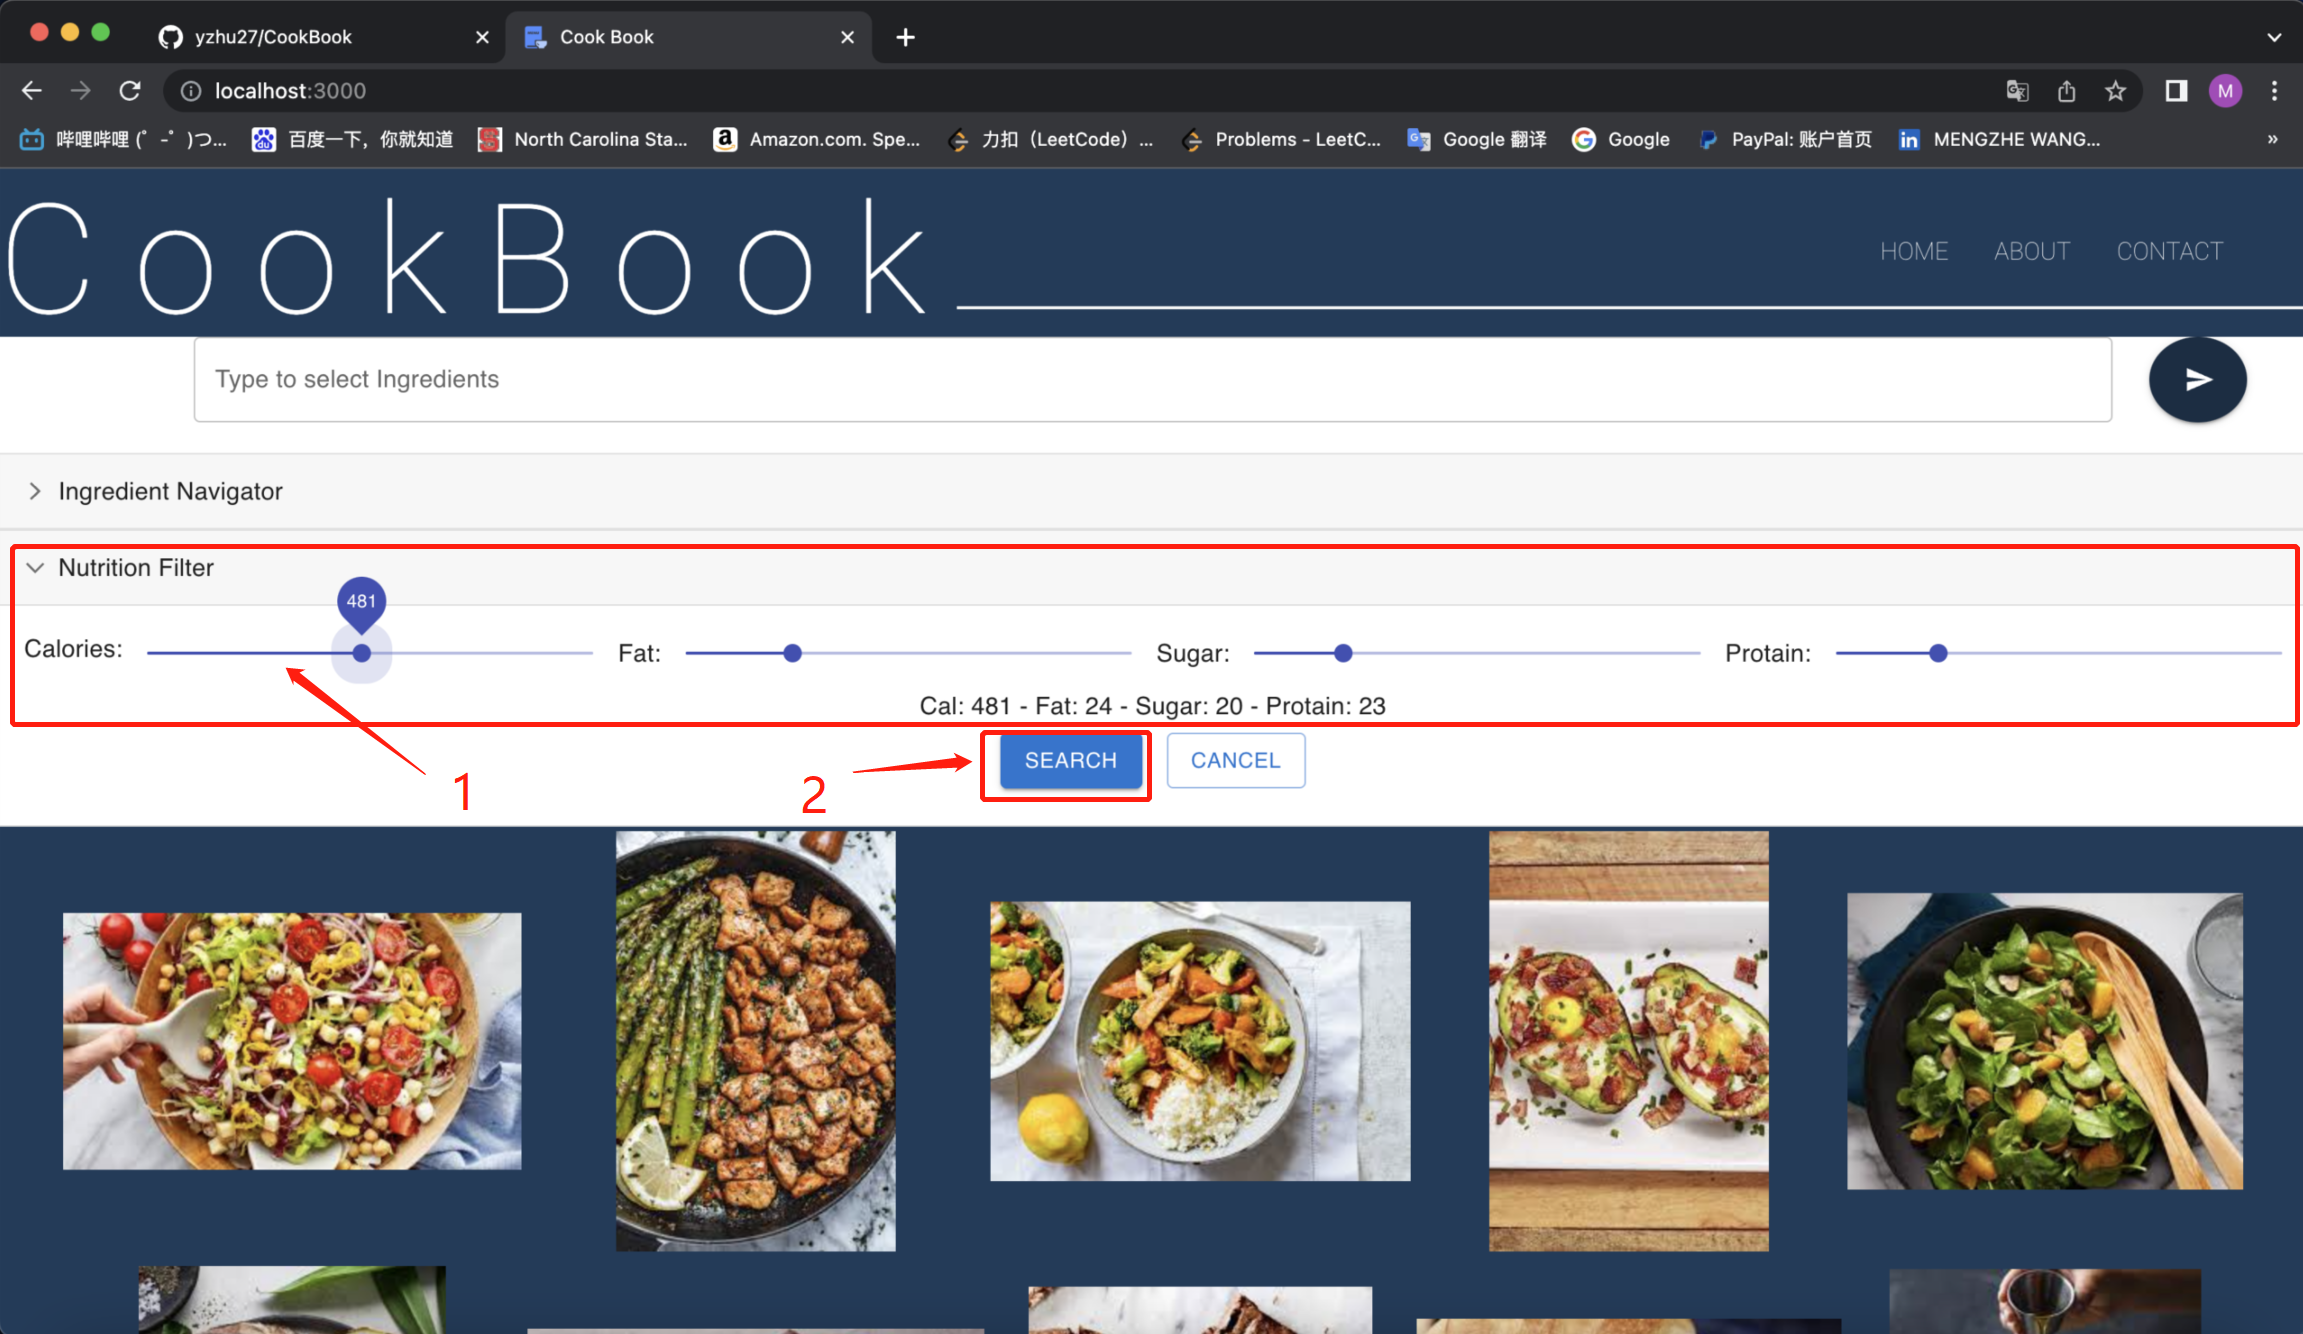 yzhu27/CookBook
Cook Book
localhost:3000
哔哩哔哩 (゜-゜)つ...
百度一下，你就知道
North Carolina Sta...
Amazon.com. Spe...
力扣（LeetCode）...
Problems - LeetC...
Google 翻译
Google
PayPal: 账户首页
MENGZHE WANG...
M
CookBook
HOME ABOUT CONTACT
Type to select Ingredients
Ingredient Navigator
Nutrition Filter
481
Calories: Fat: Sugar: Protain:
Cal: 481 - Fat: 24 - Sugar: 20 - Protain: 23
1
2
SEARCH CANCEL